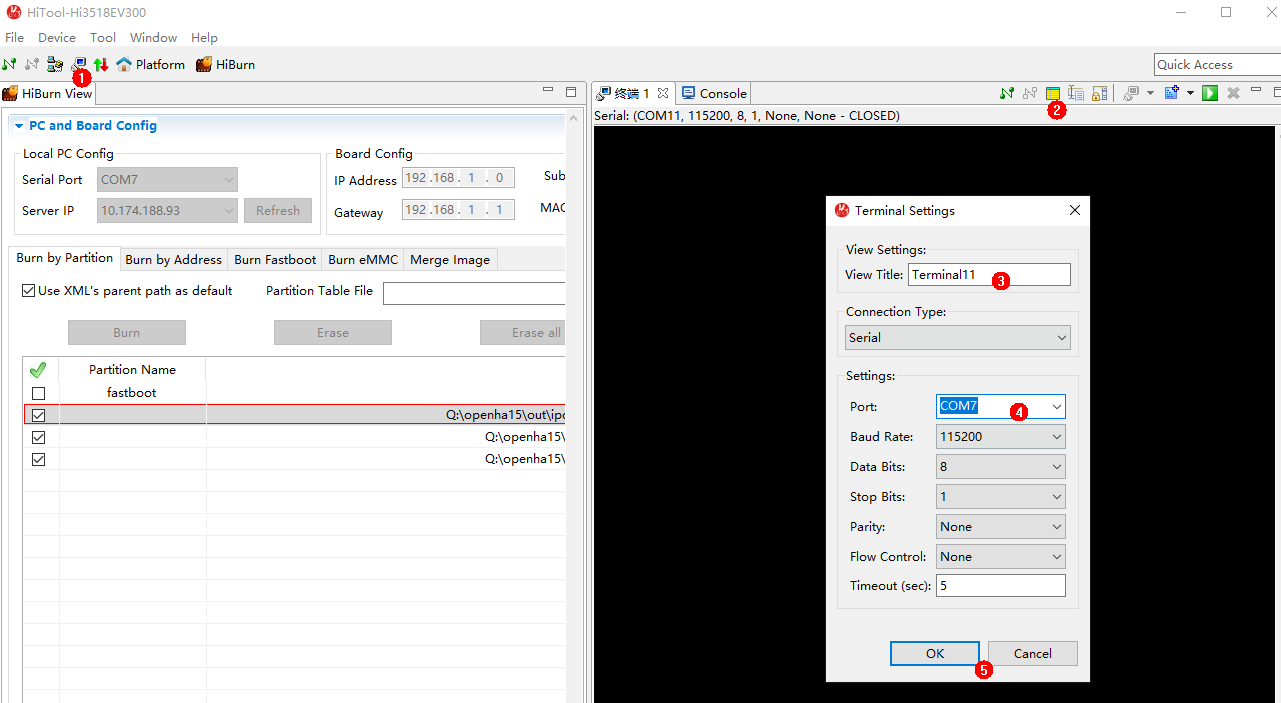 HiTool-Hi3518EV300
File Device Tool Window Help
Platform HiBurn
1
Quick Access
HiBurn View
终端 1 Console
2
Serial: (COM11, 115200, 8, 1, None, None - CLOSED)
PC and Board Config
Local PC Config
Serial Port COM7
Server IP 10.174.188.93 Refresh
Board Config
IP Address 192 .168 . 1 . 0 Sub
Gateway 192 .168 . 1 . 1 MAC
Burn by Partition Burn by Address Burn Fastboot Burn eMMC Merge Image
Use XML's parent path as default Partition Table File
Burn Erase Erase all
Partition Name
fastboot
Q:\openha15\out\ipc
Q:\openha15\
Q:\openha15\
Terminal Settings
View Settings:
View Title: Terminal11
3
Connection Type:
Serial
Settings:
Port: COM7
4
Baud Rate: 115200
Data Bits: 8
Stop Bits: 1
Parity: None
Flow Control: None
Timeout (sec): 5
OK Cancel
5